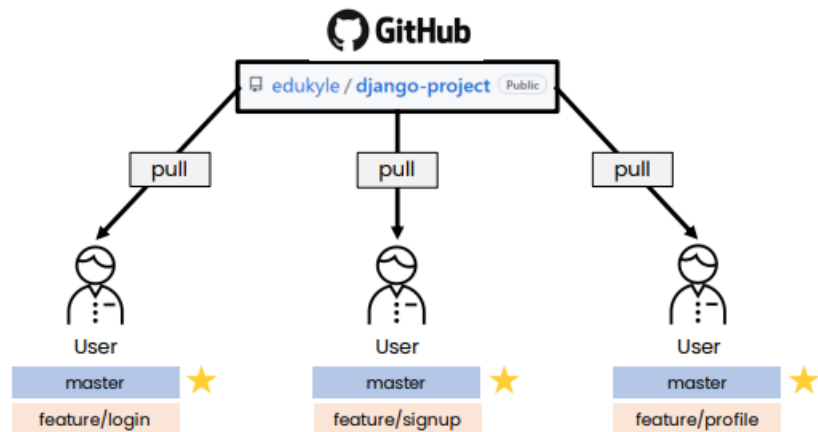 GitHub
edukyle / django-project Public
pull pull pull
User User User
master master master
feature/login feature/signup feature/profile